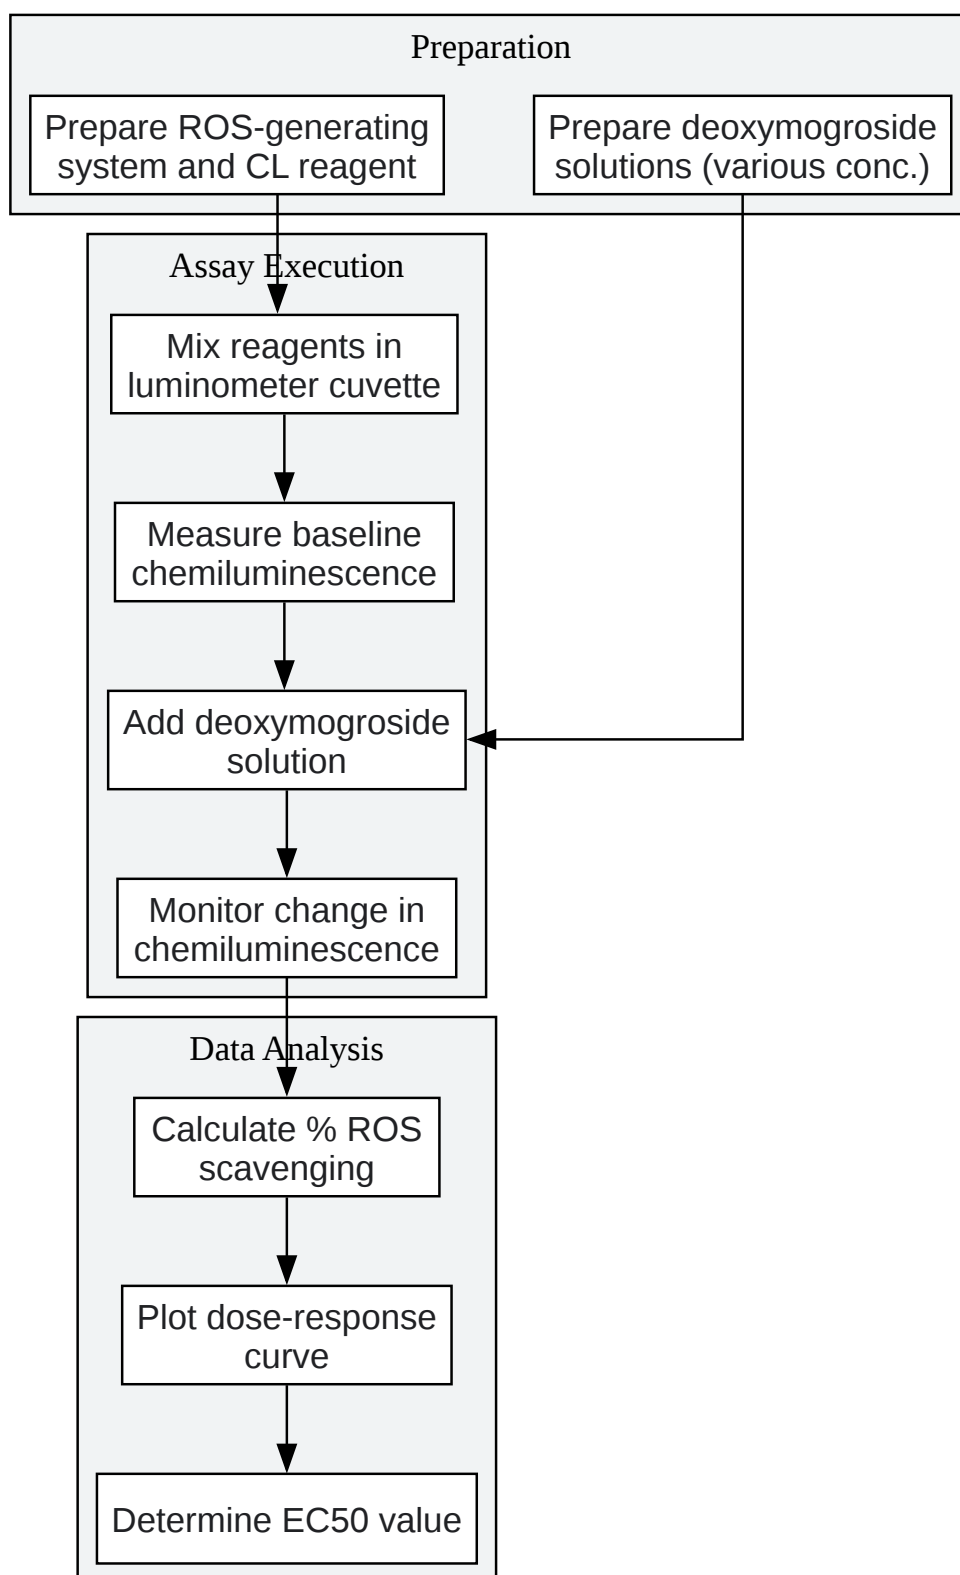 Preparation
Prepare ROS-generating
system and CL reagent
Prepare deoxymogroside
solutions (various conc.)
Assay Execution
Mix reagents in
luminometer cuvette
Measure baseline
chemiluminescence
Add deoxymogroside
solution
Monitor change in
chemiluminescence
Data Analysis
Calculate % ROS
scavenging
Plot dose-response
curve
Determine EC50 value